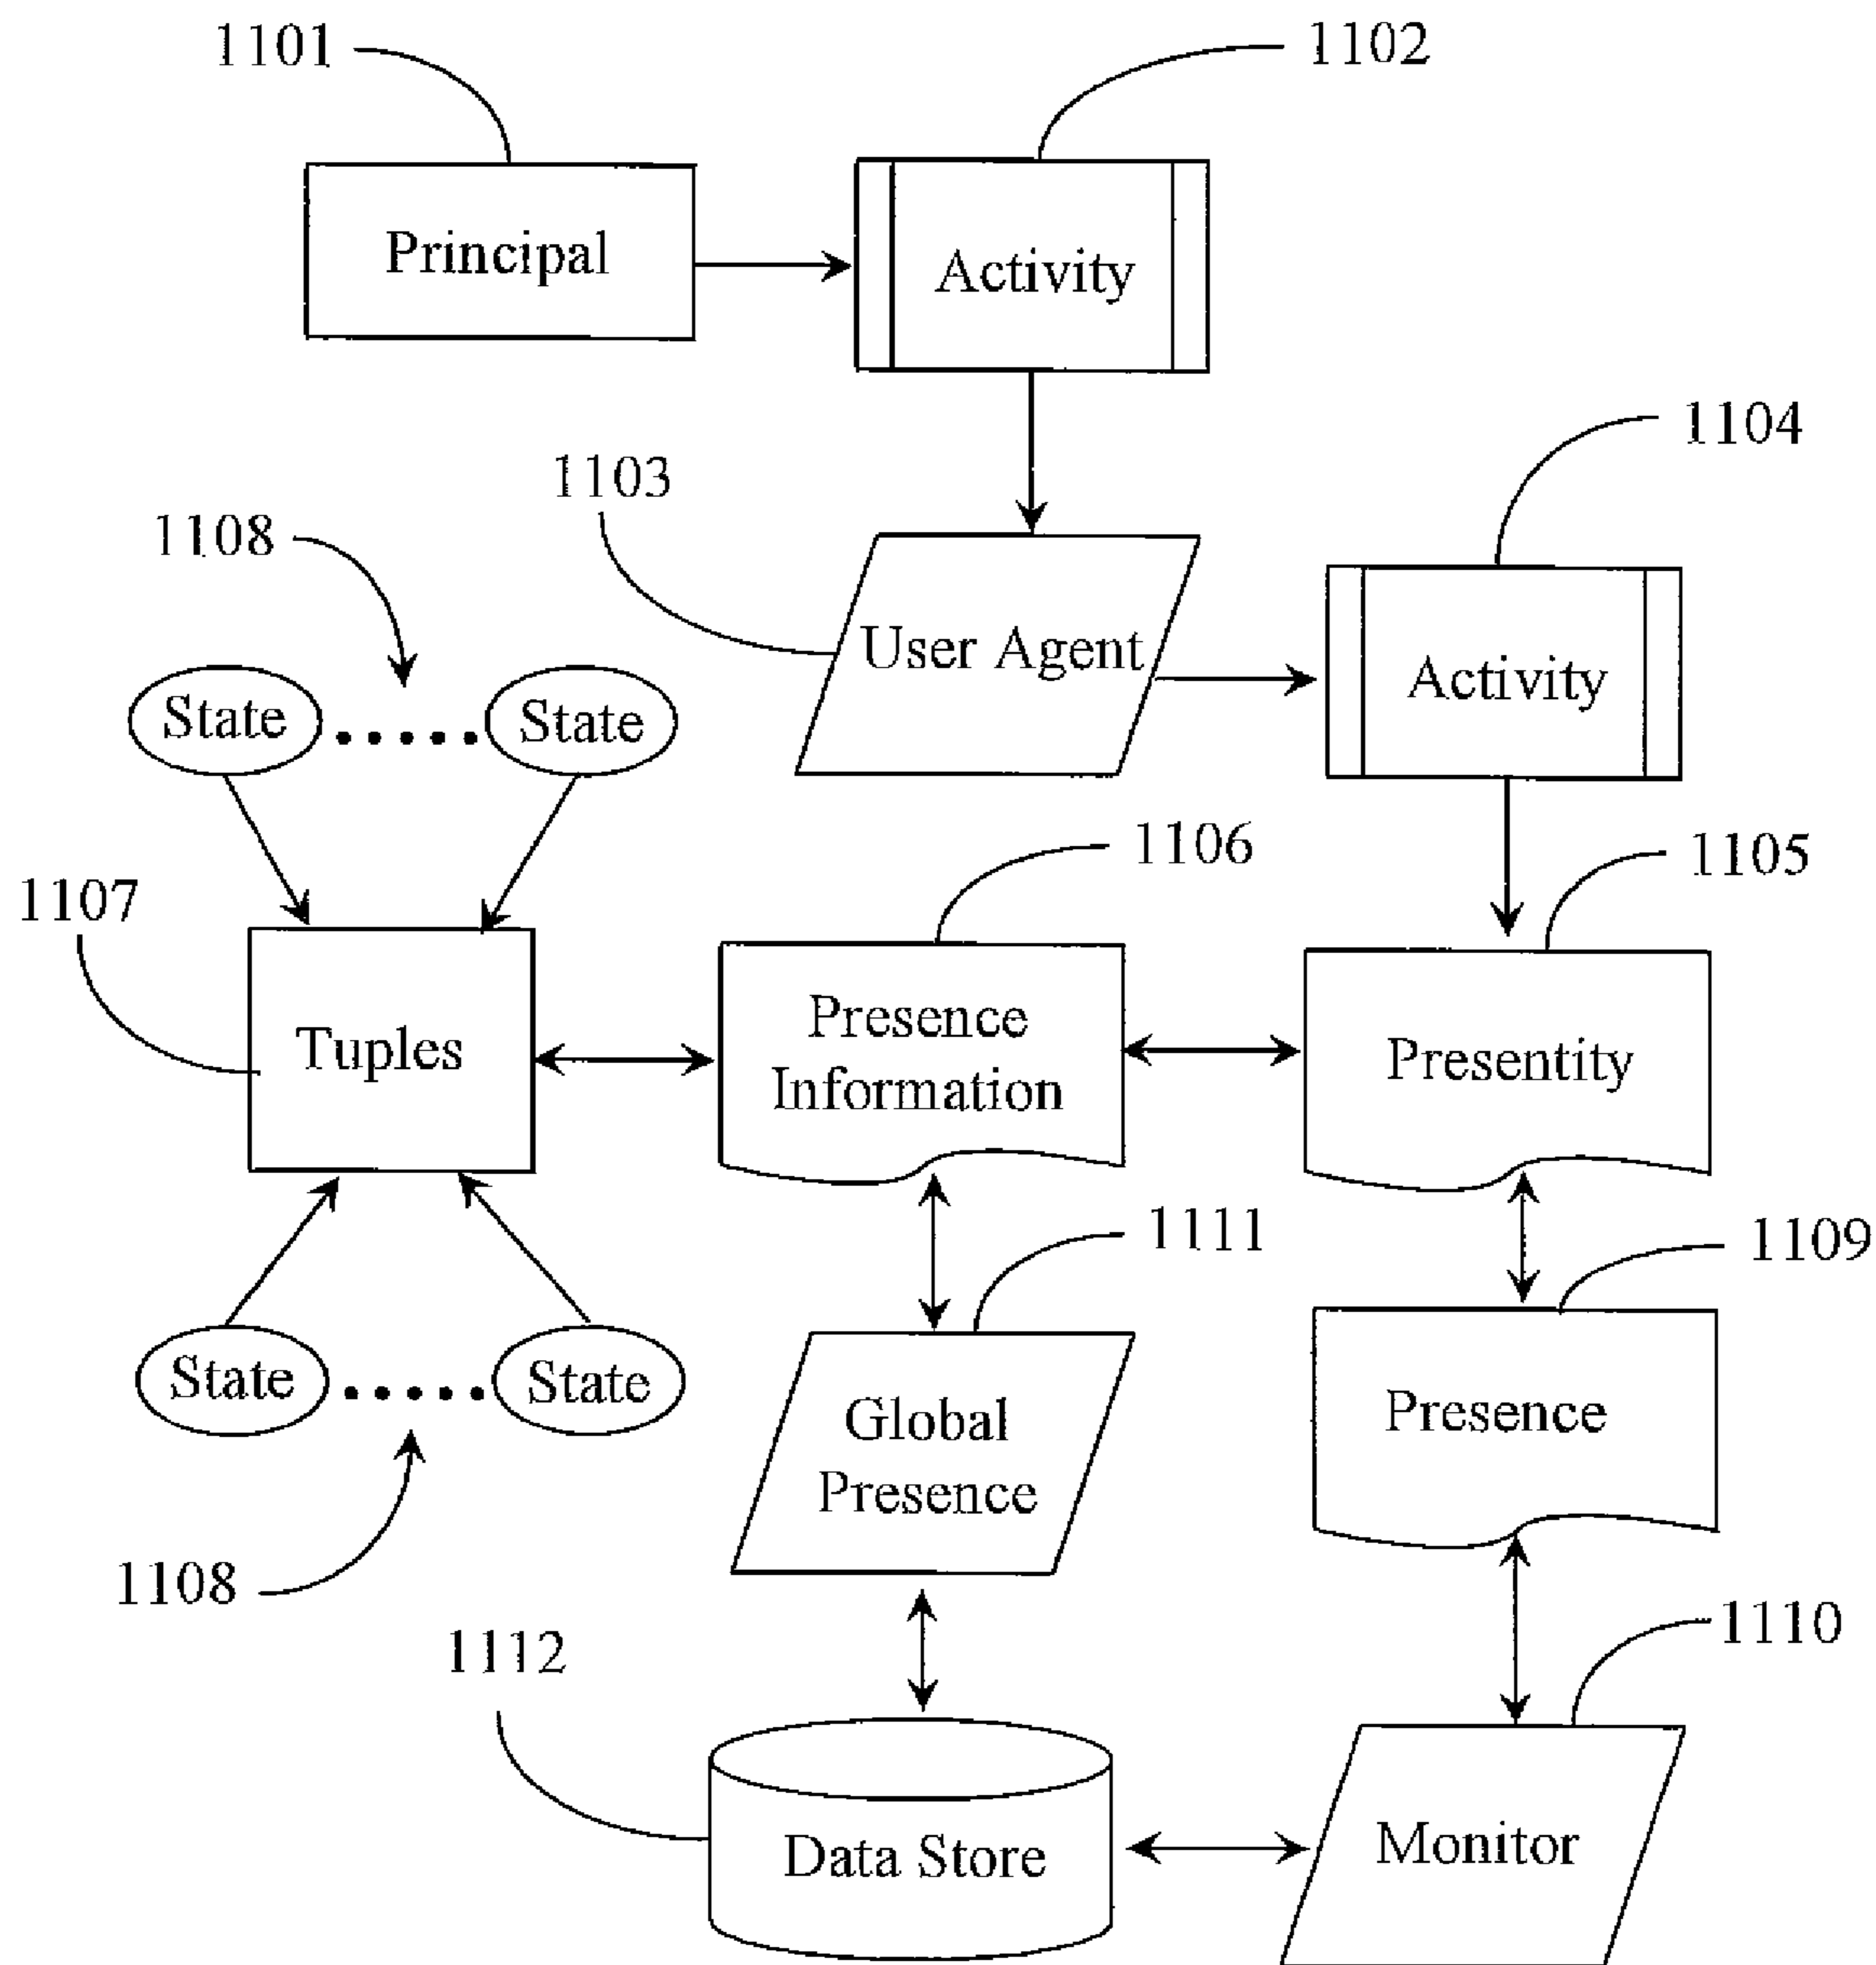 1101
1102
Principal
Activity
1104
1103
1108
User Agent
Activity
State
State
1106
1105
1107
Presence
Information
Tuples
Presentity
1111
1109
State
State
Global
Presence
Presence
1108
1110
1112
Data Store
Monitor